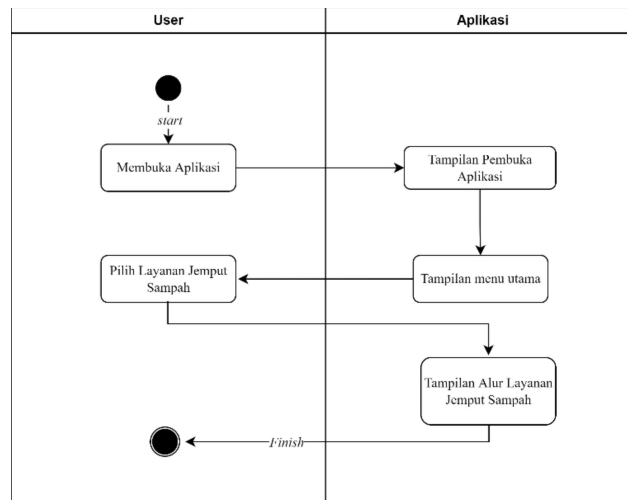 User
Aplikasi
start
Membuka Aplikasi
Tampilan Pembuka
Aplikasi
Pilih Layanan Jemput
Sampah
Tampilan menu utama
Tampilan Alur Layanan
Jemput Sampah
Finish